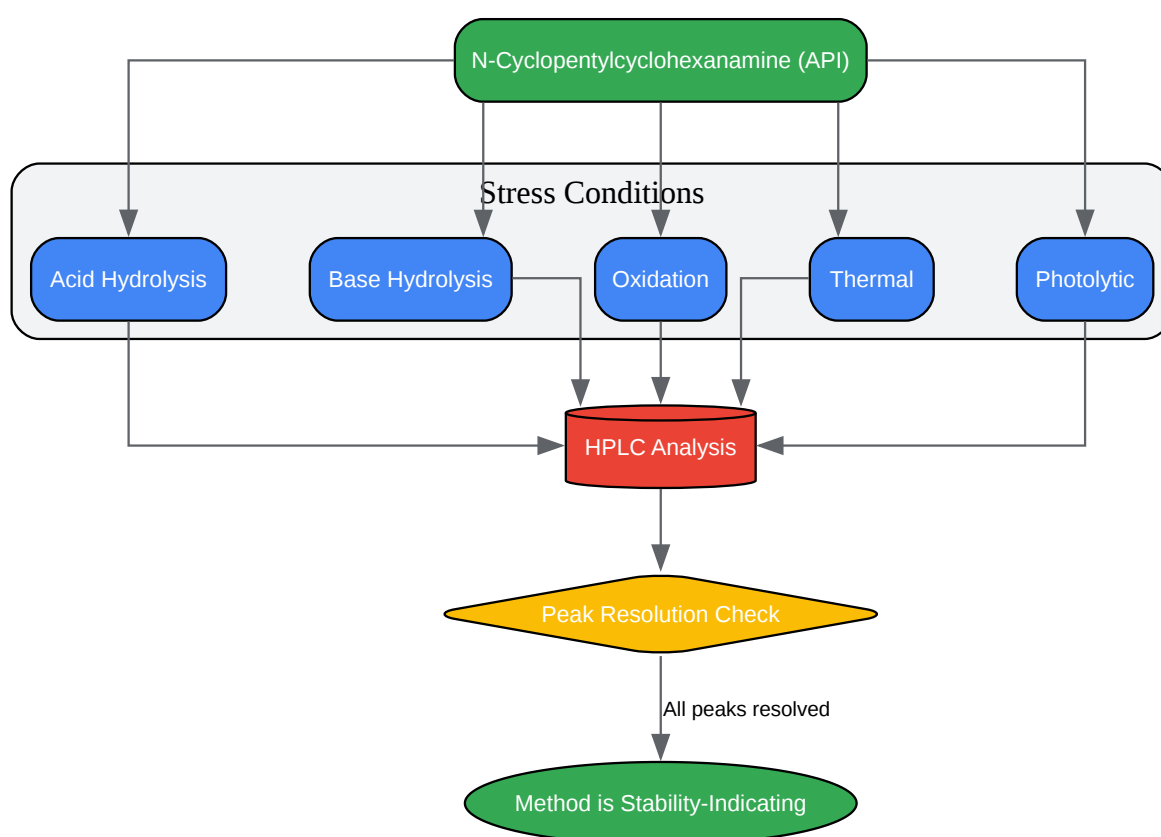 N-Cyclopentylcyclohexanamine (API)
Stress Conditions
Acid Hydrolysis
Base Hydrolysis
Oxidation
Thermal
Photolytic
HPLC Analysis
Peak Resolution Check
All peaks resolved
Method is Stability-Indicating